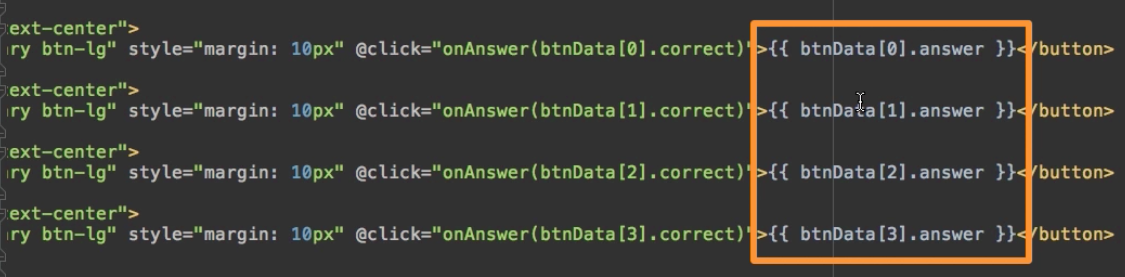 ext-center">
ry btn-lg" style="margin: 10px" @click="onAnswer(btnData[0].correct)">{{ btnData[0].answer }}</button>
ext-center">
ry btn-lg" style="margin: 10px" @click="onAnswer(btnData[1].correct)">{{ btnData[1].answer }}</button>
ext-center">
ry btn-lg" style="margin: 10px" @click="onAnswer(btnData[2].correct)">{{ btnData[2].answer }}</button>
ext-center">
ry btn-lg" style="margin: 10px" @click="onAnswer(btnData[3].correct)">{{ btnData[3].answer }}</button>